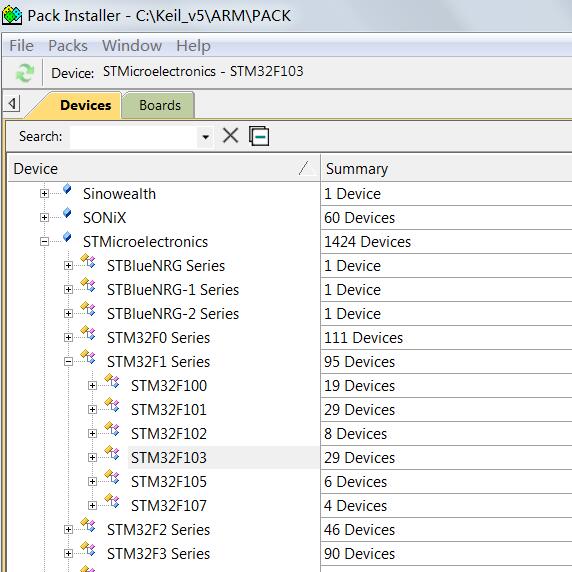 Pack Installer - C:\Keil_v5\ARM\PACK
File Packs Window Help
Device: STMicroelectronics - STM32F103
Devices Boards
Search:
Device Summary
Sinowealth 1 Device
SONiX 60 Devices
STMicroelectronics 1424 Devices
STBlueNRG Series 1 Device
STBlueNRG-1 Series 1 Device
STBlueNRG-2 Series 1 Device
STM32F0 Series 111 Devices
STM32F1 Series 95 Devices
STM32F100 19 Devices
STM32F101 29 Devices
STM32F102 8 Devices
STM32F103 29 Devices
STM32F105 6 Devices
STM32F107 4 Devices
STM32F2 Series 46 Devices
STM32F3 Series 90 Devices